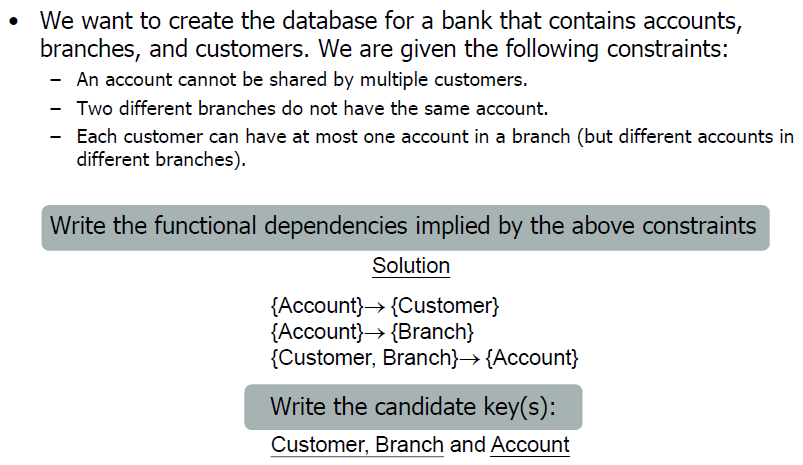 • We want to create the database for a bank that contains accounts,
branches, and customers. We are given the following constraints:
– An account cannot be shared by multiple customers.
– Two different branches do not have the same account.
– Each customer can have at most one account in a branch (but different accounts in
different branches).
Write the functional dependencies implied by the above constraints
Solution
{Account}→ {Customer}
{Account}→ {Branch}
{Customer, Branch}→ {Account}
Write the candidate key(s):
Customer, Branch and Account